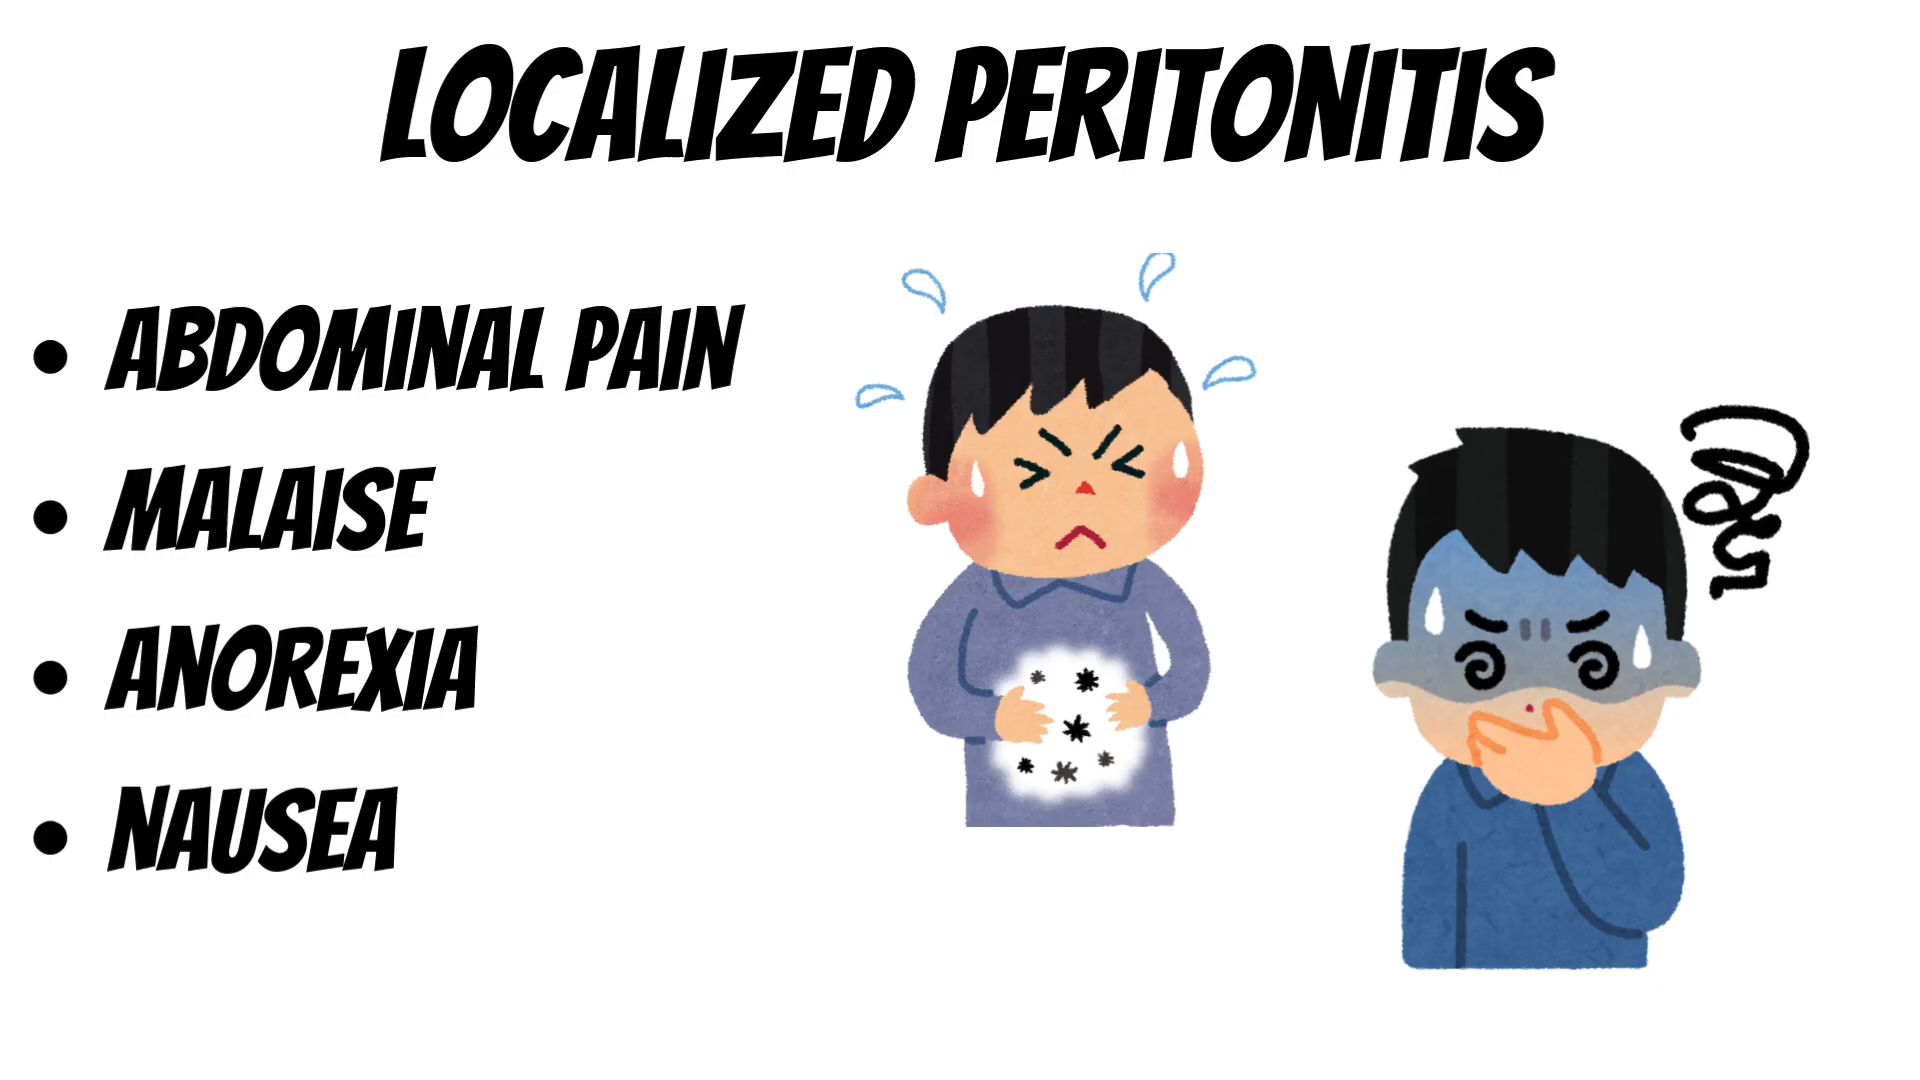 LOCALIZED PERITONITIS
• ABDOMINAL PAIN
• MALAISE
• ANOREXIA
• NAUSEA